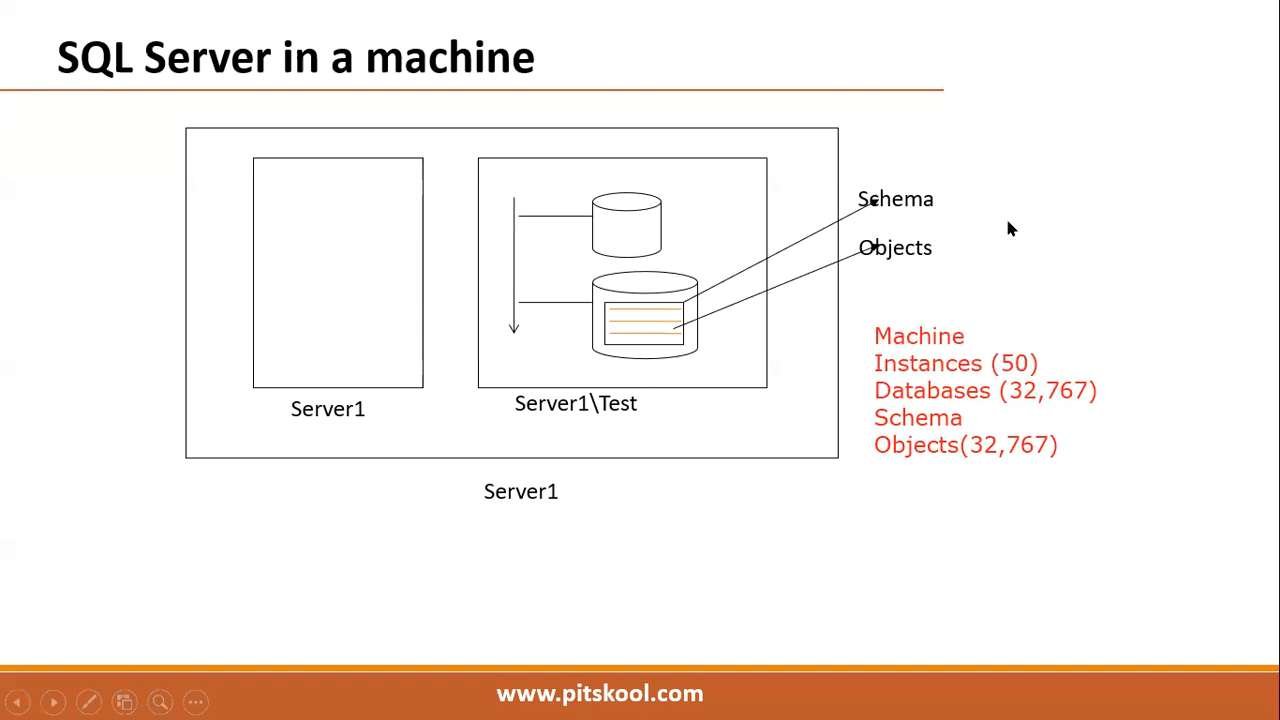 SQL Server in a machine
Schema
Objects
Machine
Instances (50)
Databases (32,767)
Schema
Objects(32,767)
Server1
Server1\Test
Server1
www.pitskool.com